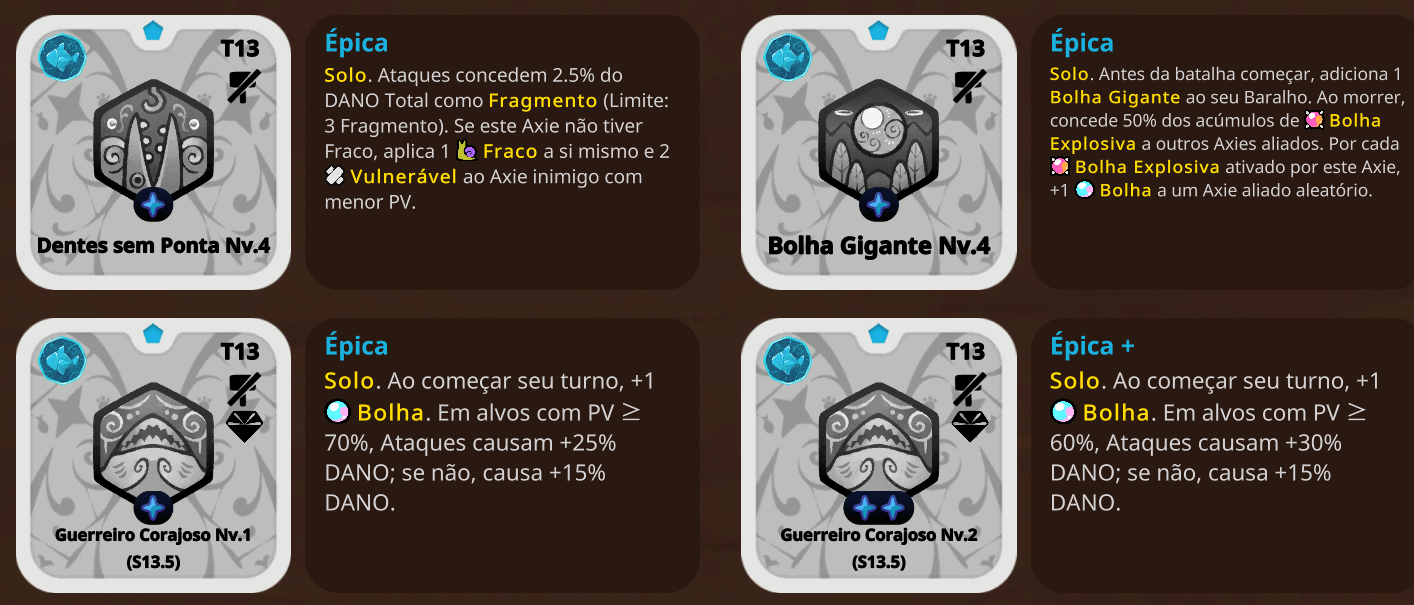 T13
Dentes sem Ponta Nv.4
Épica
Solo. Ataques concedem 2.5% do
DANO Total como Fragmento (Limite:
3 Fragmento). Se este Axie não tiver
Fraco, aplica 1 Fraco a si mismo e 2
Vulnerável ao Axie inimigo com
menor PV.
T13
Bolha Gigante Nv.4
Épica
Solo. Antes da batalha começar, adiciona 1
Bolha Gigante ao seu Baralho. Ao morrer,
concede 50% dos acúmulos de Bolha
Explosiva a outros Axies aliados. Por cada
Bolha Explosiva ativado por este Axie,
+1 Bolha a um Axie aliado aleatório.
T13
Guerreiro Corajoso Nv.1
(S13.5)
Épica
Solo. Ao começar seu turno, +1
Bolha. Em alvos com PV ≥
70%, Ataques causam +25%
DANO; se não, causa +15%
DANO.
T13
Guerreiro Corajoso Nv.2
(S13.5)
Épica +
Solo. Ao começar seu turno, +1
Bolha. Em alvos com PV ≥
60%, Ataques causam +30%
DANO; se não, causa +15%
DANO.